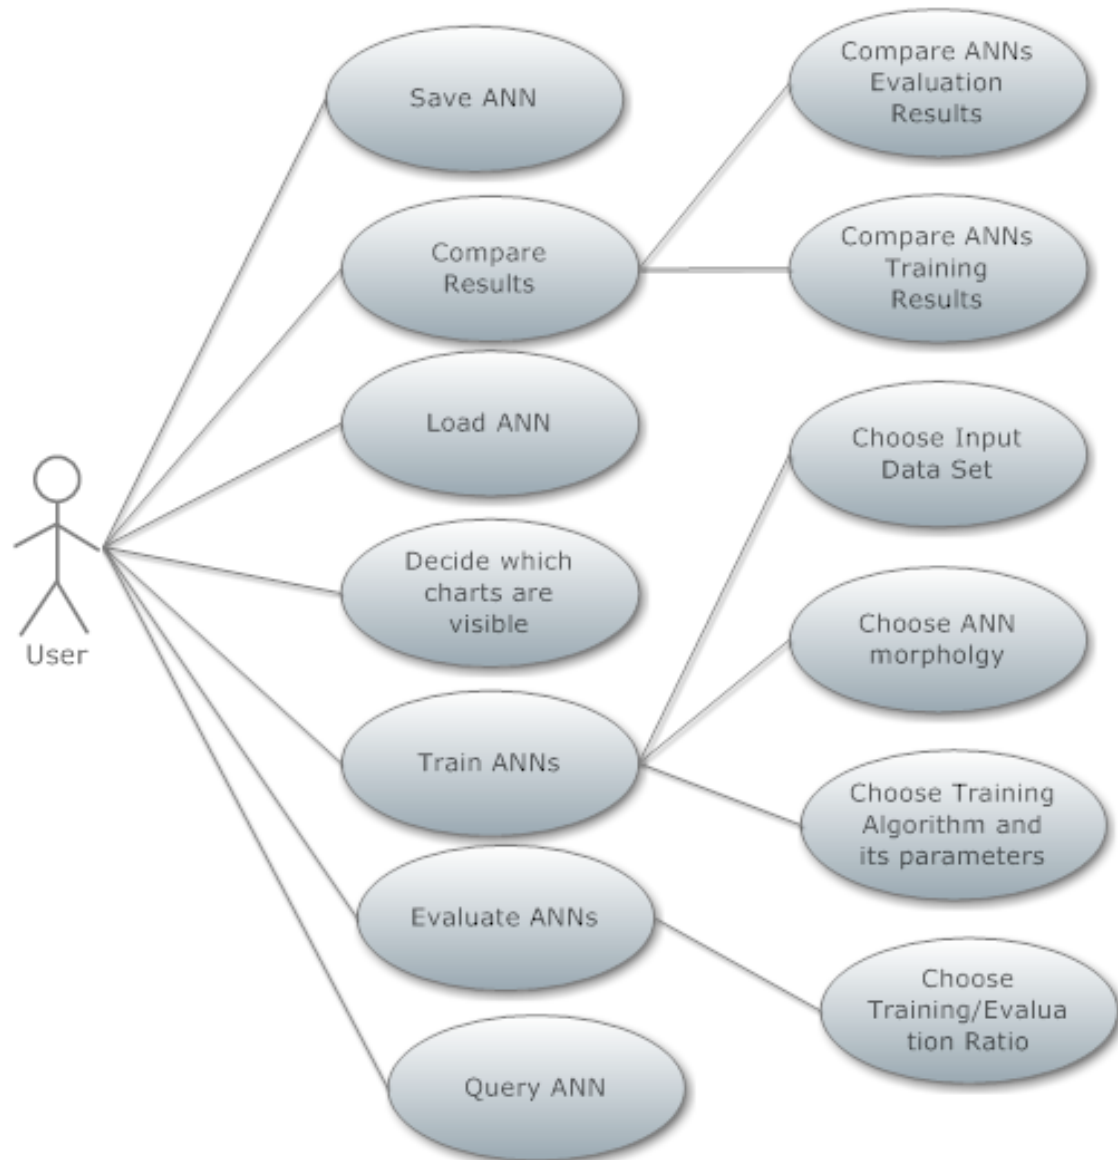 Save ANN
Compare ANNs
Evaluation
Results
Compare
Results
Compare ANNs
Training
Results
Load ANN
Choose Input
Data Set
User
Decide which
charts are
visible
Choose ANN
morpholgy
Train ANNs
Choose Training
Algorithm and
its parameters
Evaluate ANNs
Choose
Training/Evalua
tion Ratio
Query ANN